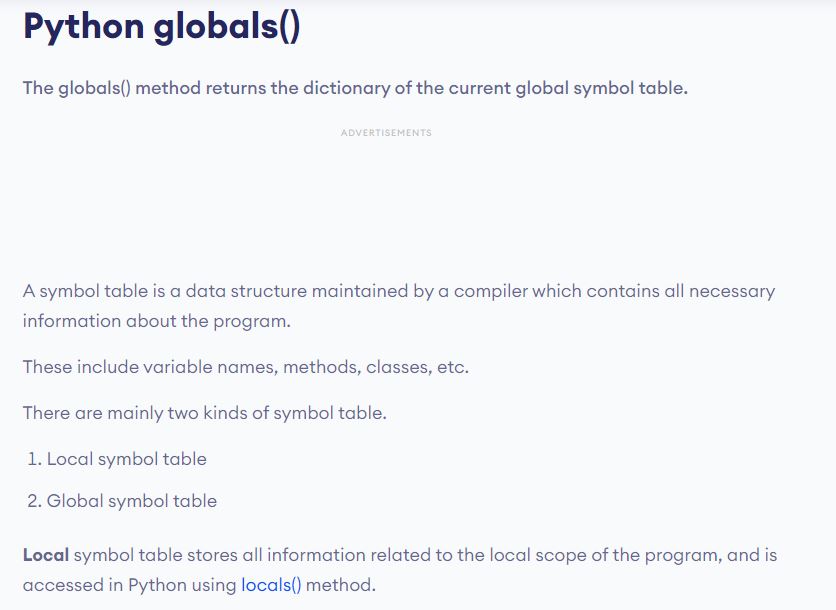 Python globals()
The globals() method returns the dictionary of the current global symbol table.
ADVERTISEMENTS
A symbol table is a data structure maintained by a compiler which contains all necessary
information about the program.
These include variable names, methods, classes, etc.
There are mainly two kinds of symbol table.
1. Local symbol table
2. Global symbol table
Local symbol table stores all information related to the local scope of the program, and is
accessed in Python using locals() method.